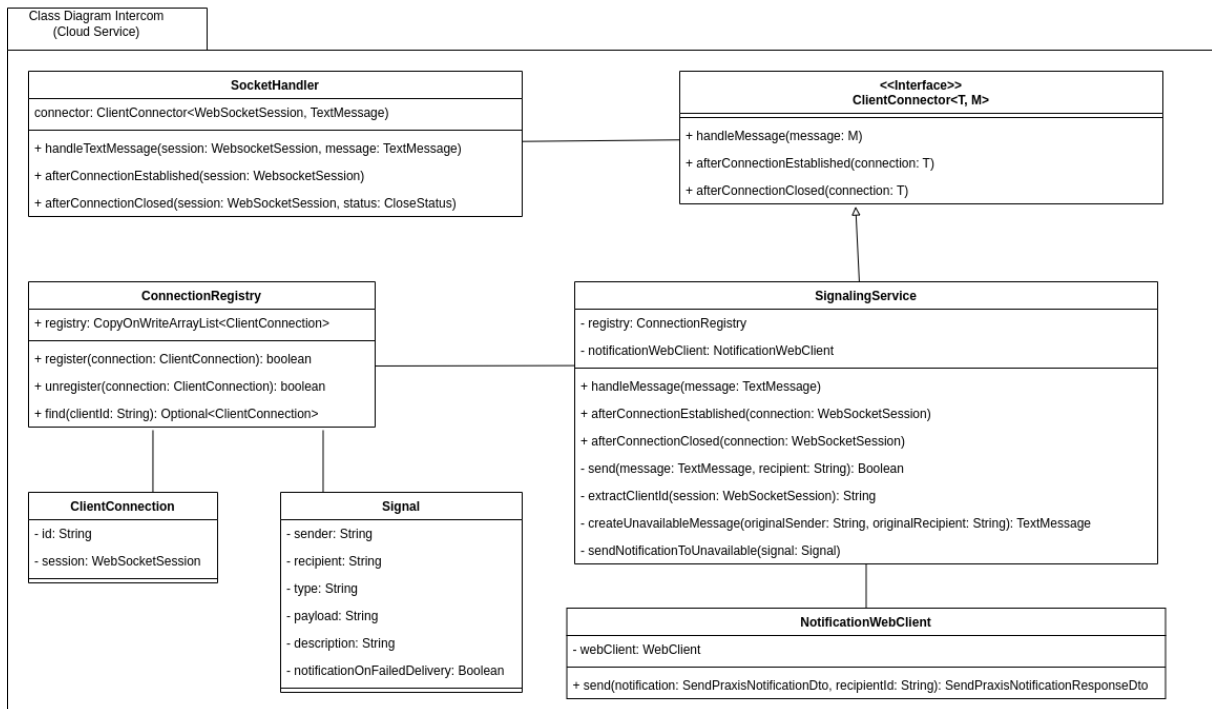 Class Diagram Intercom
(Cloud Service)
SocketHandler
connector: ClientConnector<WebSocketSession, TextMessage>
+ handleTextMessage(session: WebsocketSession, message: TextMessage)
+ afterConnectionEstablished(session: WebsocketSession)
+ afterConnectionClosed(session: WebSocketSession, status: CloseStatus)
<<Interface>>
ClientConnector<T, M>
+ handleMessage(message: M)
+ afterConnectionEstablished(connection: T)
+ afterConnectionClosed(connection: T)
ConnectionRegistry
+ registry: CopyOnWriteArrayList<ClientConnection>
+ register(connection: ClientConnection): boolean
+ unregister(connection: ClientConnection): boolean
+ find(clientId: String): Optional<ClientConnection>
SignalingService
- registry: ConnectionRegistry
- notificationWebClient: NotificationWebClient
+ handleMessage(message: TextMessage)
+ afterConnectionEstablished(connection: WebSocketSession)
+ afterConnectionClosed(connection: WebSocketSession)
- send(message: TextMessage, recipient: String): Boolean
- extractClientId(session: WebSocketSession): String
- createUnavailableMessage(originalSender: String, originalRecipient: String): TextMessage
- sendNotificationToUnavailable(signal: Signal)
ClientConnection
- id: String
- session: WebSocketSession
Signal
- sender: String
- recipient: String
- type: String
- payload: String
- description: String
- notificationOnFailedDelivery: Boolean
NotificationWebClient
- webClient: WebClient
+ send(notification: SendPraxisNotificationDto, recipientId: String): SendPraxisNotificationResponseDto